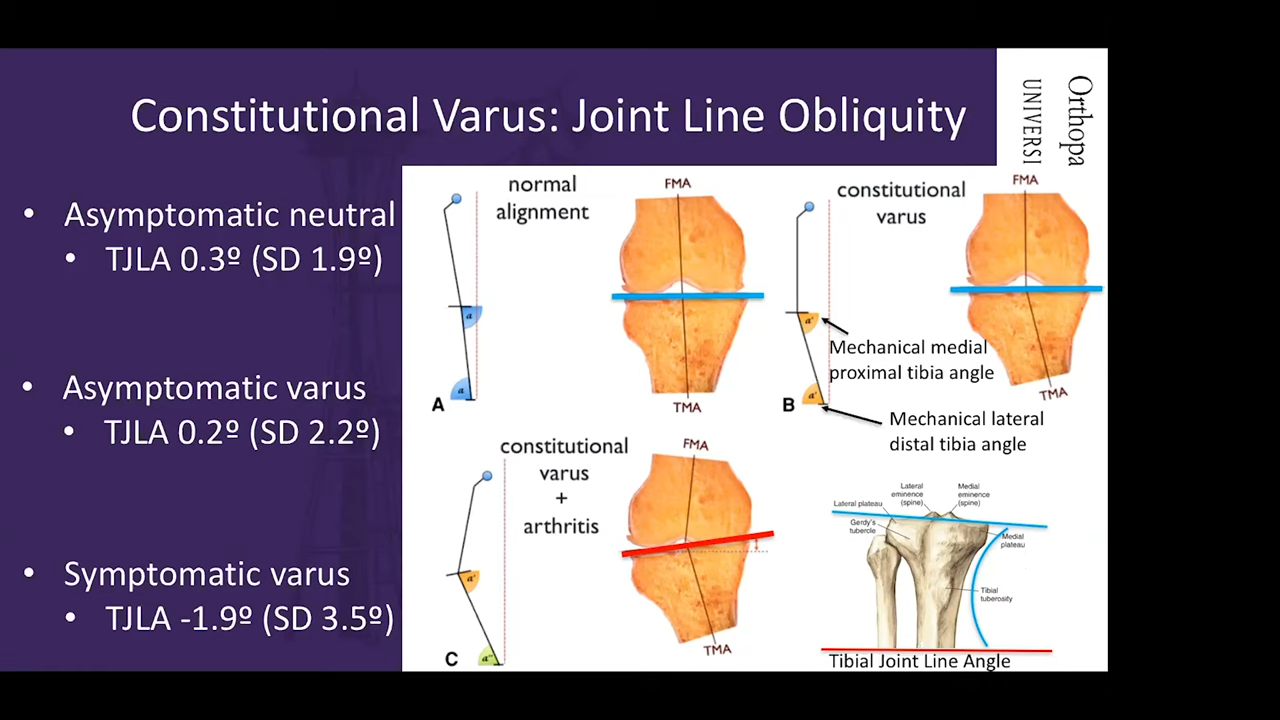 Constitutional Varus: Joint Line Obliquity
Orthopa
UNIVERSI
• Asymptomatic neutral
• TJLA 0.3º (SD 1.9º)
• Asymptomatic varus
• TJLA 0.2º (SD 2.2º)
• Symptomatic varus
• TJLA -1.9º (SD 3.5º)
normal
alignment
FMA
a
a
A
TMA
constitutional
varus
FMA
a'
Mechanical medial
proximal tibia angle
a'
B
TMA
Mechanical lateral
distal tibia angle
constitutional
varus
+
arthritis
FMA
a'
a''
C
TMA
Lateral
eminence
(spine)
Medial
eminence
(spine)
Lateral plateau
Gerdy's
tubercle
Medial
plateau
Tibial
tuberosity
Tibial Joint Line Angle